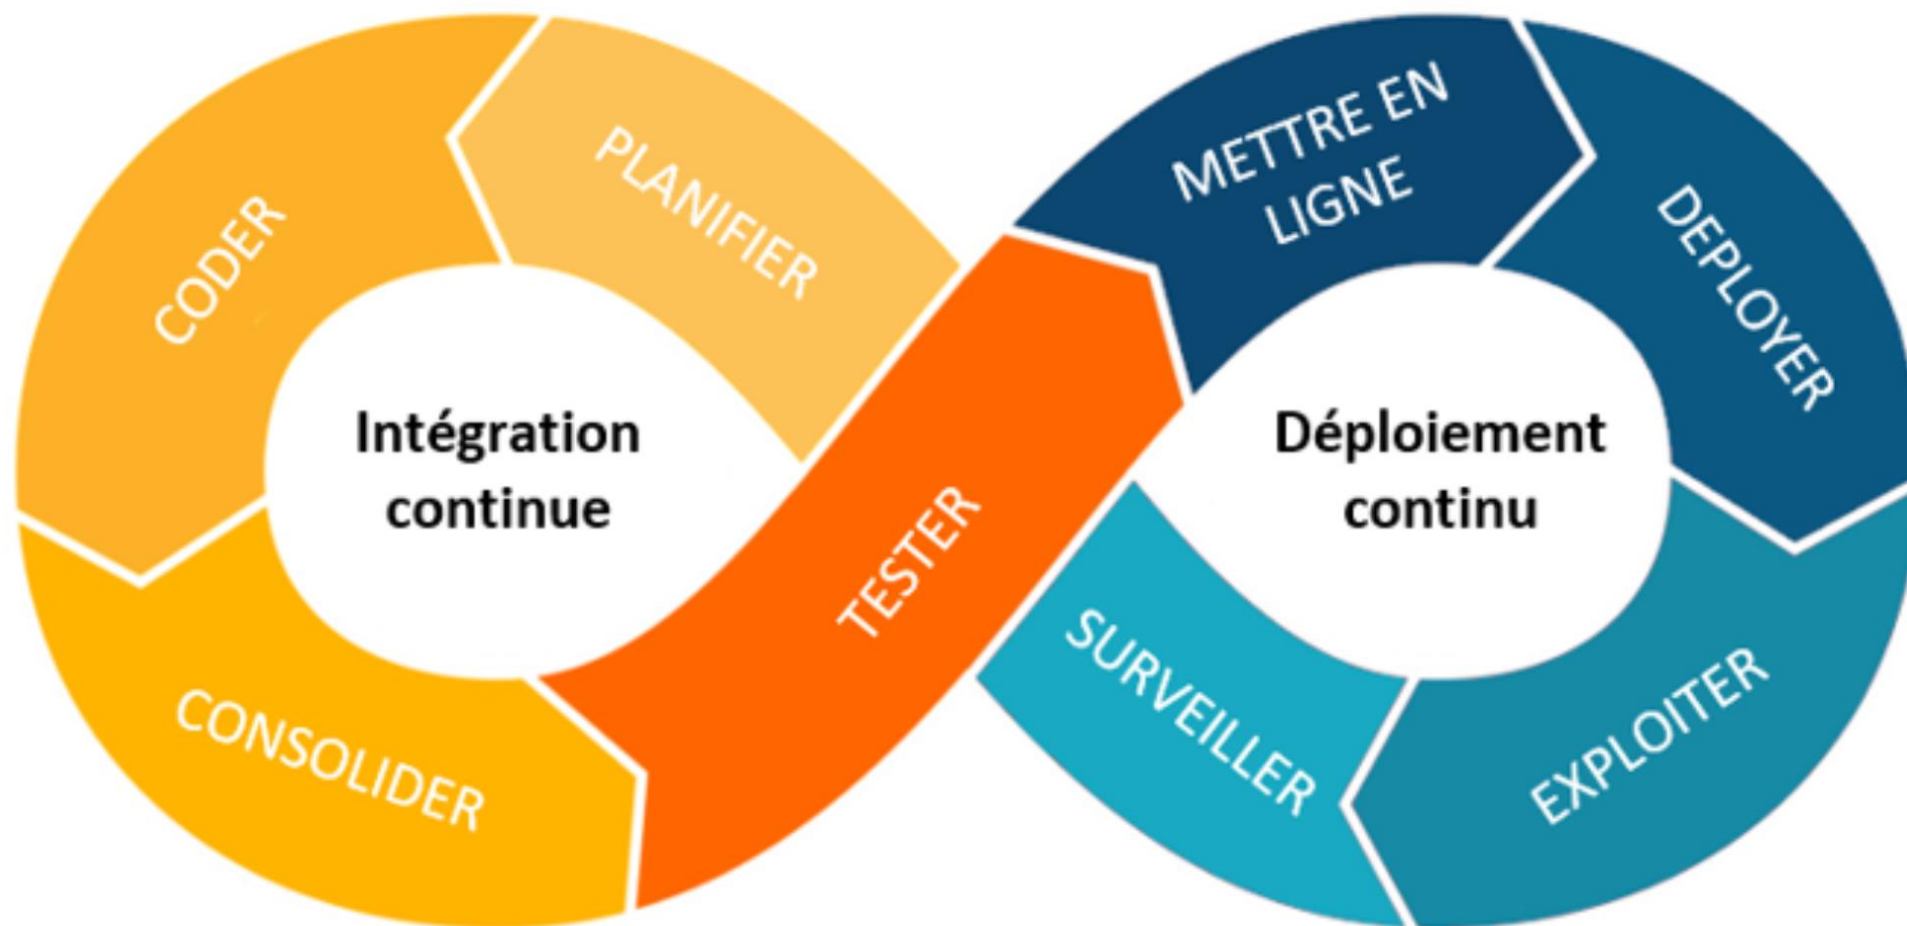 PLANIFIER
CODER
CONSOLIDER
TESTER
METTRE EN
LIGNE
DEPLOYER
EXPLOITER
SURVEILLER
Intégration
continue
Déploiement
continu